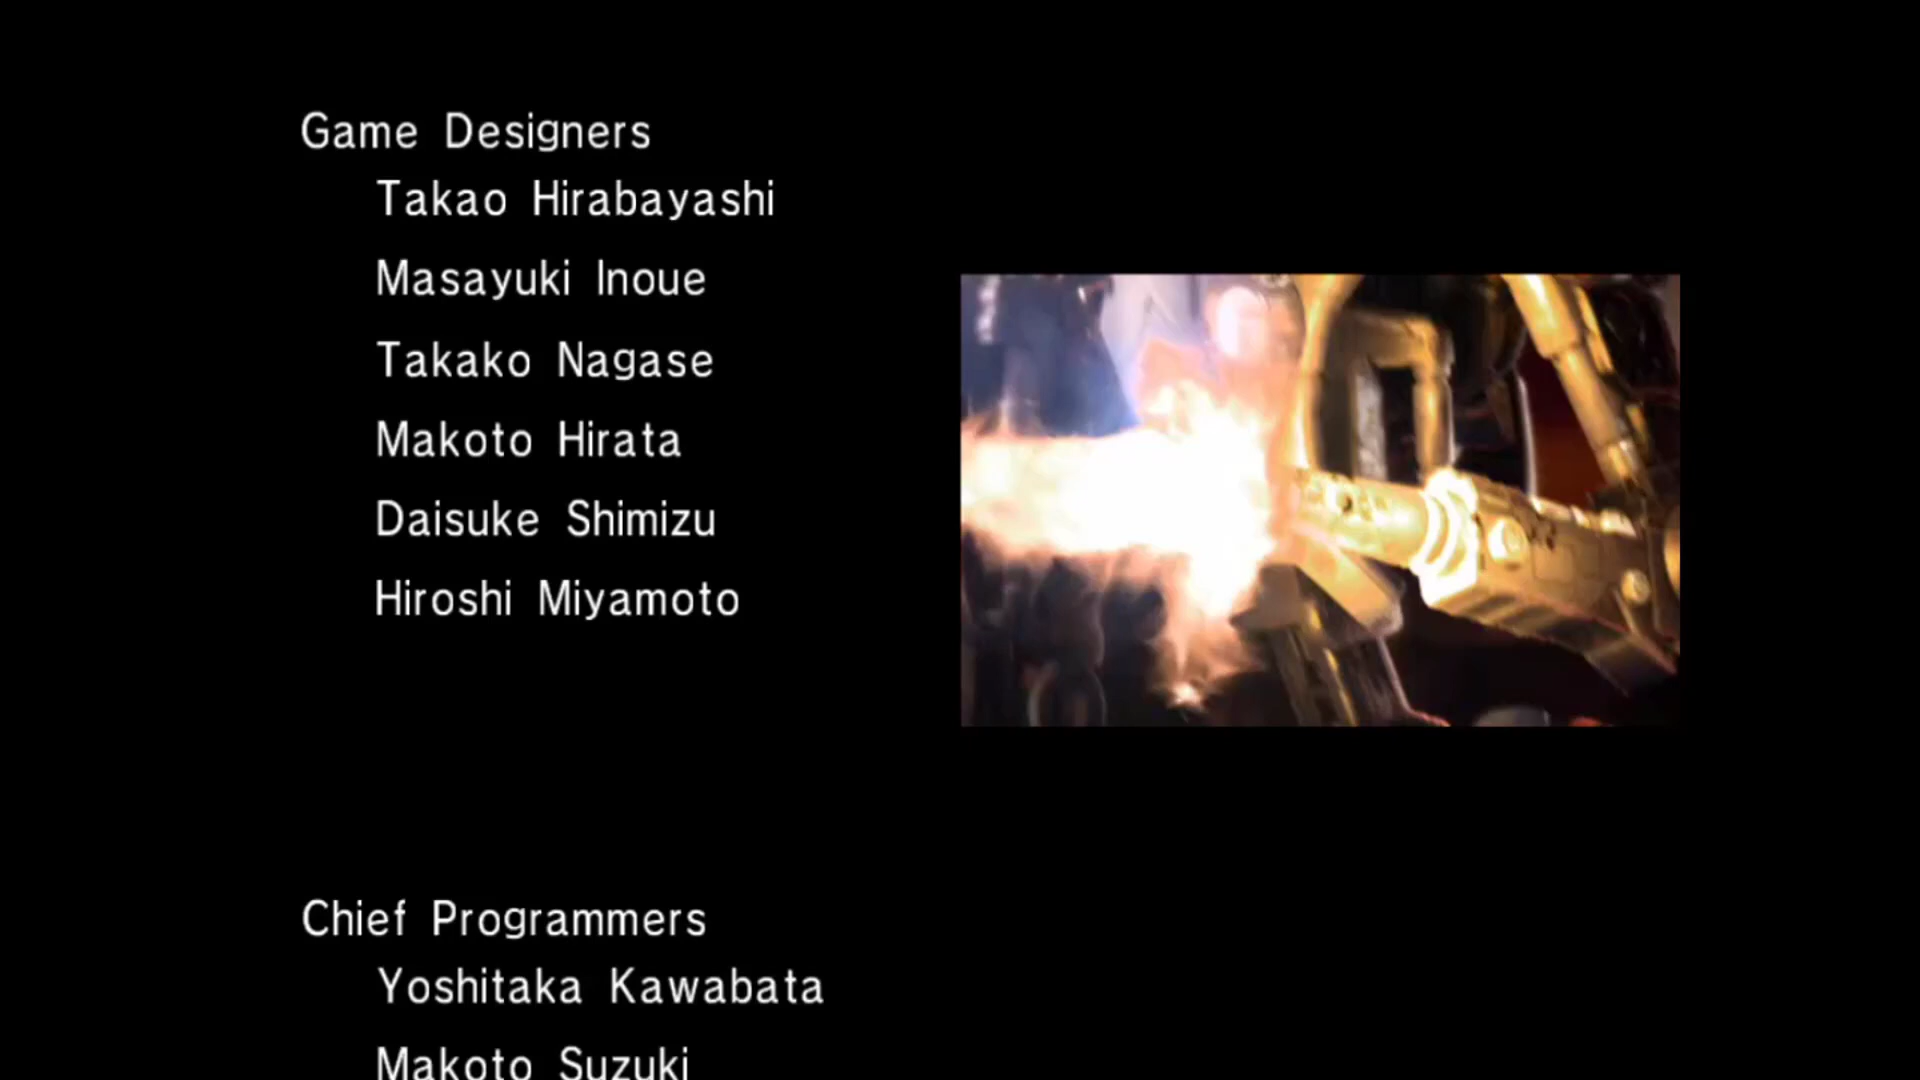 Game Designers
Takao Hirabayashi
Masayuki Inoue
Takako Nagase
Makoto Hirata
Daisuke Shimizu
Hiroshi Miyamoto
Chief Programmers
Yoshitaka Kawabata
Makoto Suzuki